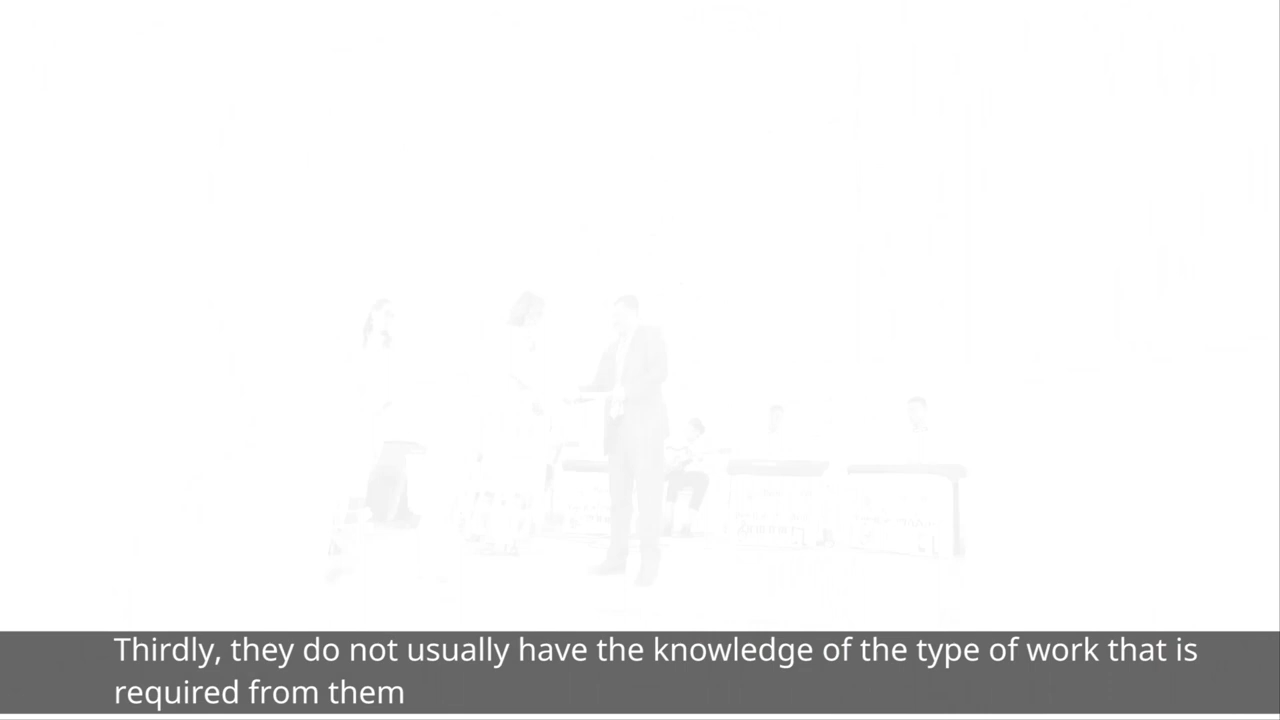 Thirdly, they do not usually have the knowledge of the type of work that is
required from them